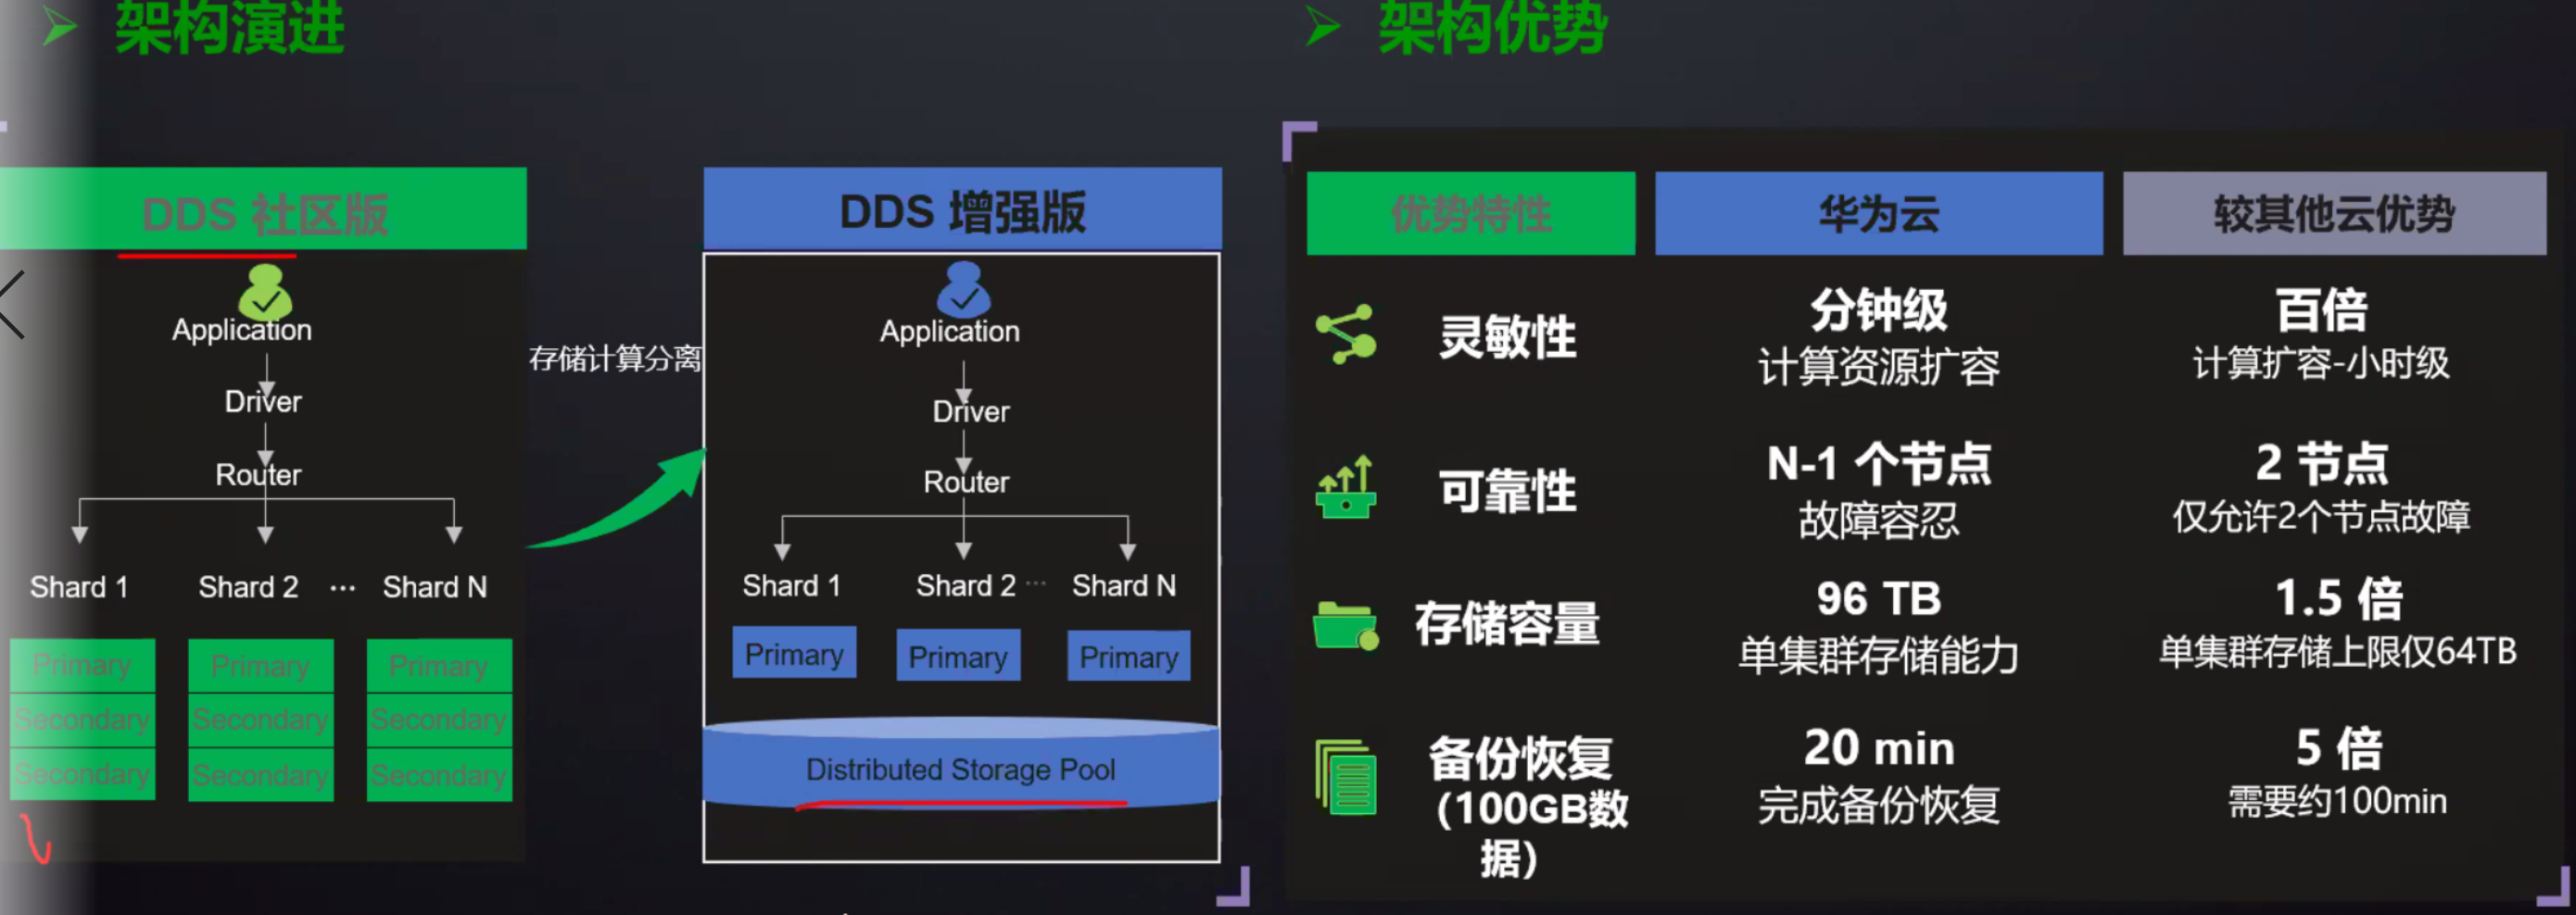 架构演进
DDS 社区版
Application
Driver
Router
Shard 1
Shard 2
...
Shard N
Primary
Primary
Primary
Secondary
Secondary
Secondary
Secondary
Secondary
Secondary
存储计算分离
DDS 增强版
Application
Driver
Router
Shard 1
Shard 2
...
Shard N
Primary
Primary
Primary
Distributed Storage Pool
架构优势
优势特性
华为云
较其他云优势
灵敏性
分钟级
计算资源扩容
百倍
计算扩容-小时级
可靠性
N-1 个节点
故障容忍
2 节点
仅允许2个节点故障
存储容量
96 TB
单集群存储能力
1.5 倍
单集群存储上限仅64TB
备份恢复
（100GB数
据）
20 min
完成备份恢复
5 倍
需要约100min